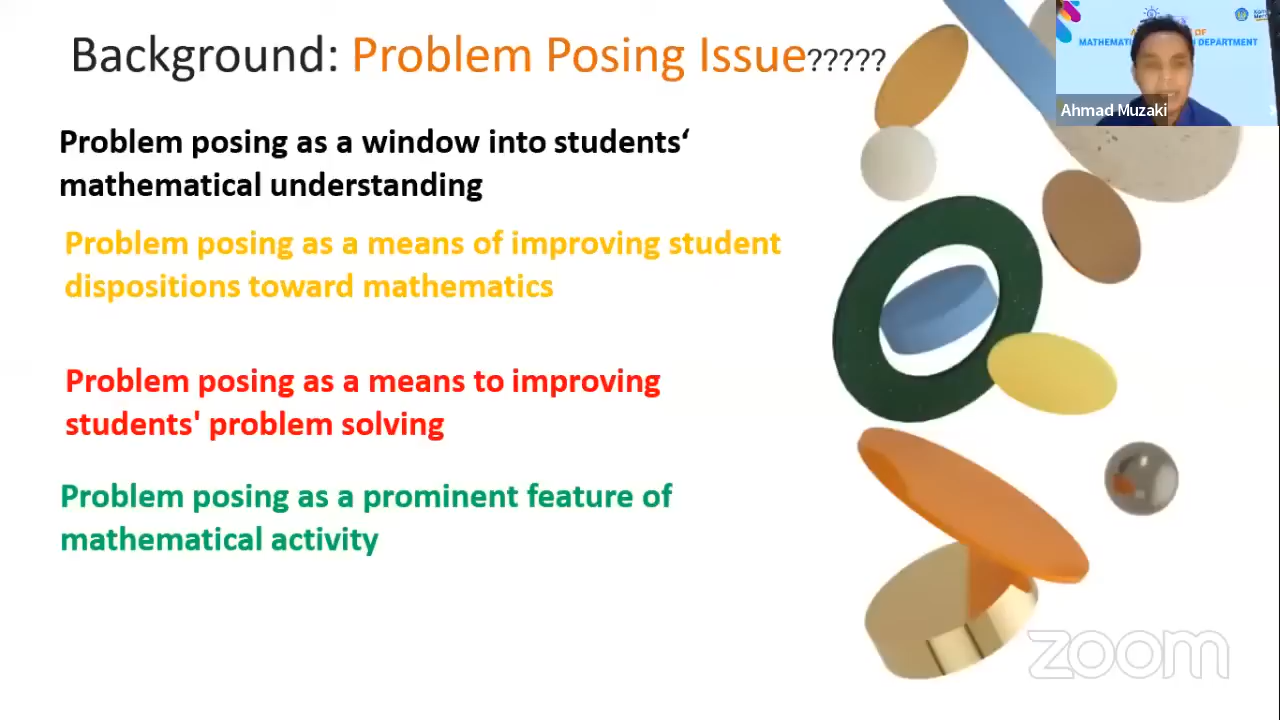 Background: Problem Posing Issue?????
Problem posing as a window into students‘
mathematical understanding
Problem posing as a means of improving student
dispositions toward mathematics
Problem posing as a means to improving
students' problem solving
Problem posing as a prominent feature of
mathematical activity
OF
DEPARTMENT
Ahmad Muzaki
zoom